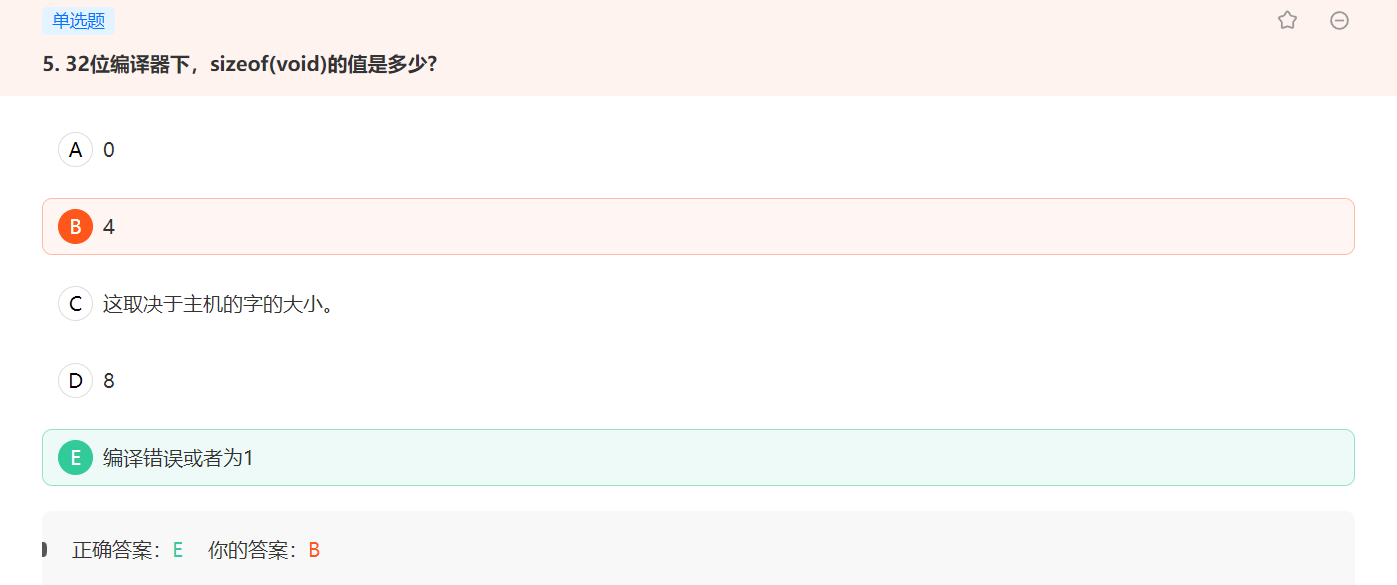 单选题
5. 32位编译器下，sizeof(void)的值是多少?
A 0
B 4
C 这取决于主机的字的大小。
D 8
E 编译错误或者为1
正确答案：E 你的答案：B